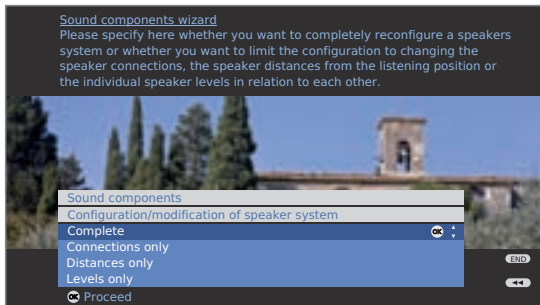 Sound components wizard
Please specify here whether you want to completely reconfigure a speakers
system or whether you want to limit the configuration to changing the
speaker connections, the speaker distances from the listening position or
the individual speaker levels in relation to each other.
Sound components
Configuration/modification of speaker system
Complete OK
Connections only
Distances only
END
Levels only
OK Proceed